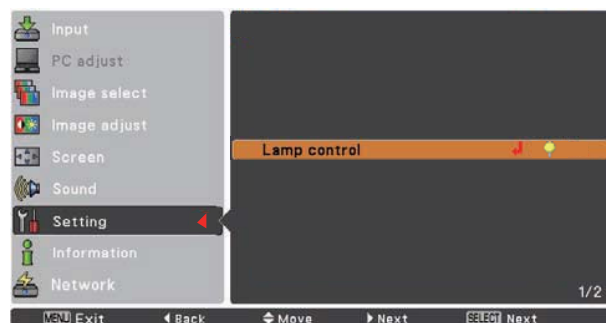 Input
PC adjust
Image select
Image adjust
Screen
Sound
Setting
Information
Network
Lamp control
1/2
MENU Exit Back Move Next SELECT Next